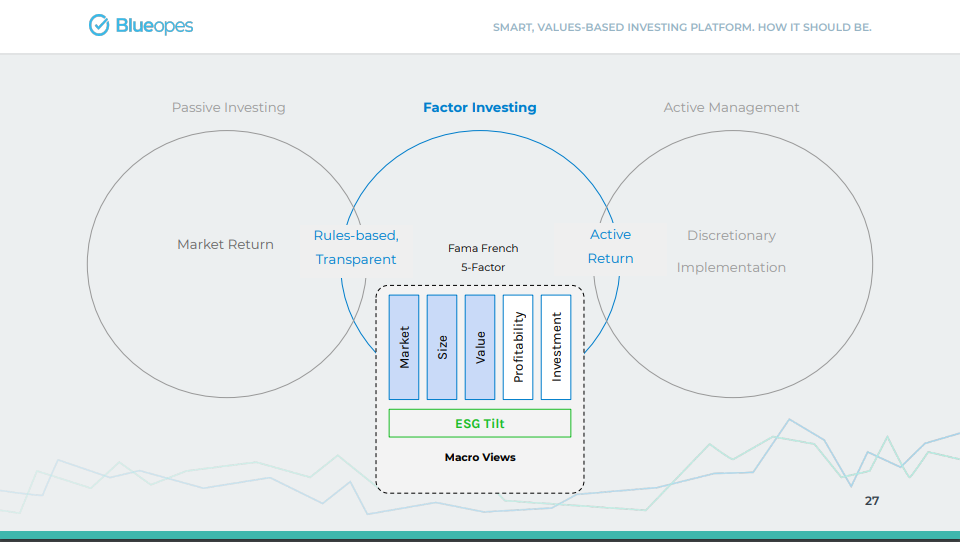 Blueopes
SMART, VALUES-BASED INVESTING PLATFORM. HOW IT SHOULD BE.
Passive Investing
Factor Investing
Active Management
Market Return
Rules-based,
Transparent
Fama French
5-Factor
Active
Return
Discretionary
Implementation
Market
Size
Value
Profitability
Investment
ESG Tilt
Macro Views
27